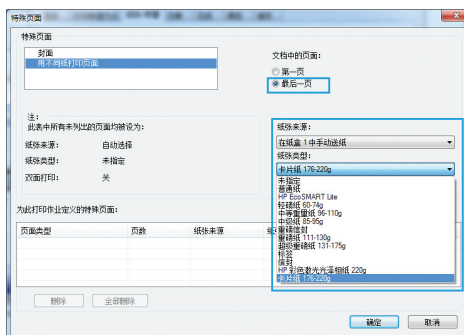 特殊页面
特殊页面
封面
用不同纸打印页面
文档中的页面：
第一页
最后一页
注：
此表中所有未列出的页面均被设为：
纸张来源： 自动选择
纸张类型： 未指定
双面打印： 关
纸张来源：
在纸盒 1 中手动送纸
纸张类型：
卡片纸 176-220g
未指定
普通纸
HP EcoSMART Lite
轻磅纸 60-74g
中等重量纸 96-110g
中级纸 85-95g
重磅信封
重磅纸 111-130g
超级重磅纸 131-175g
标签
信封
HP 彩色激光光泽相纸 220g
卡片纸 176-220g
为此打印作业定义的特殊页面：
页面类型 页数 纸张来源
删除 全部删除
确定 取消